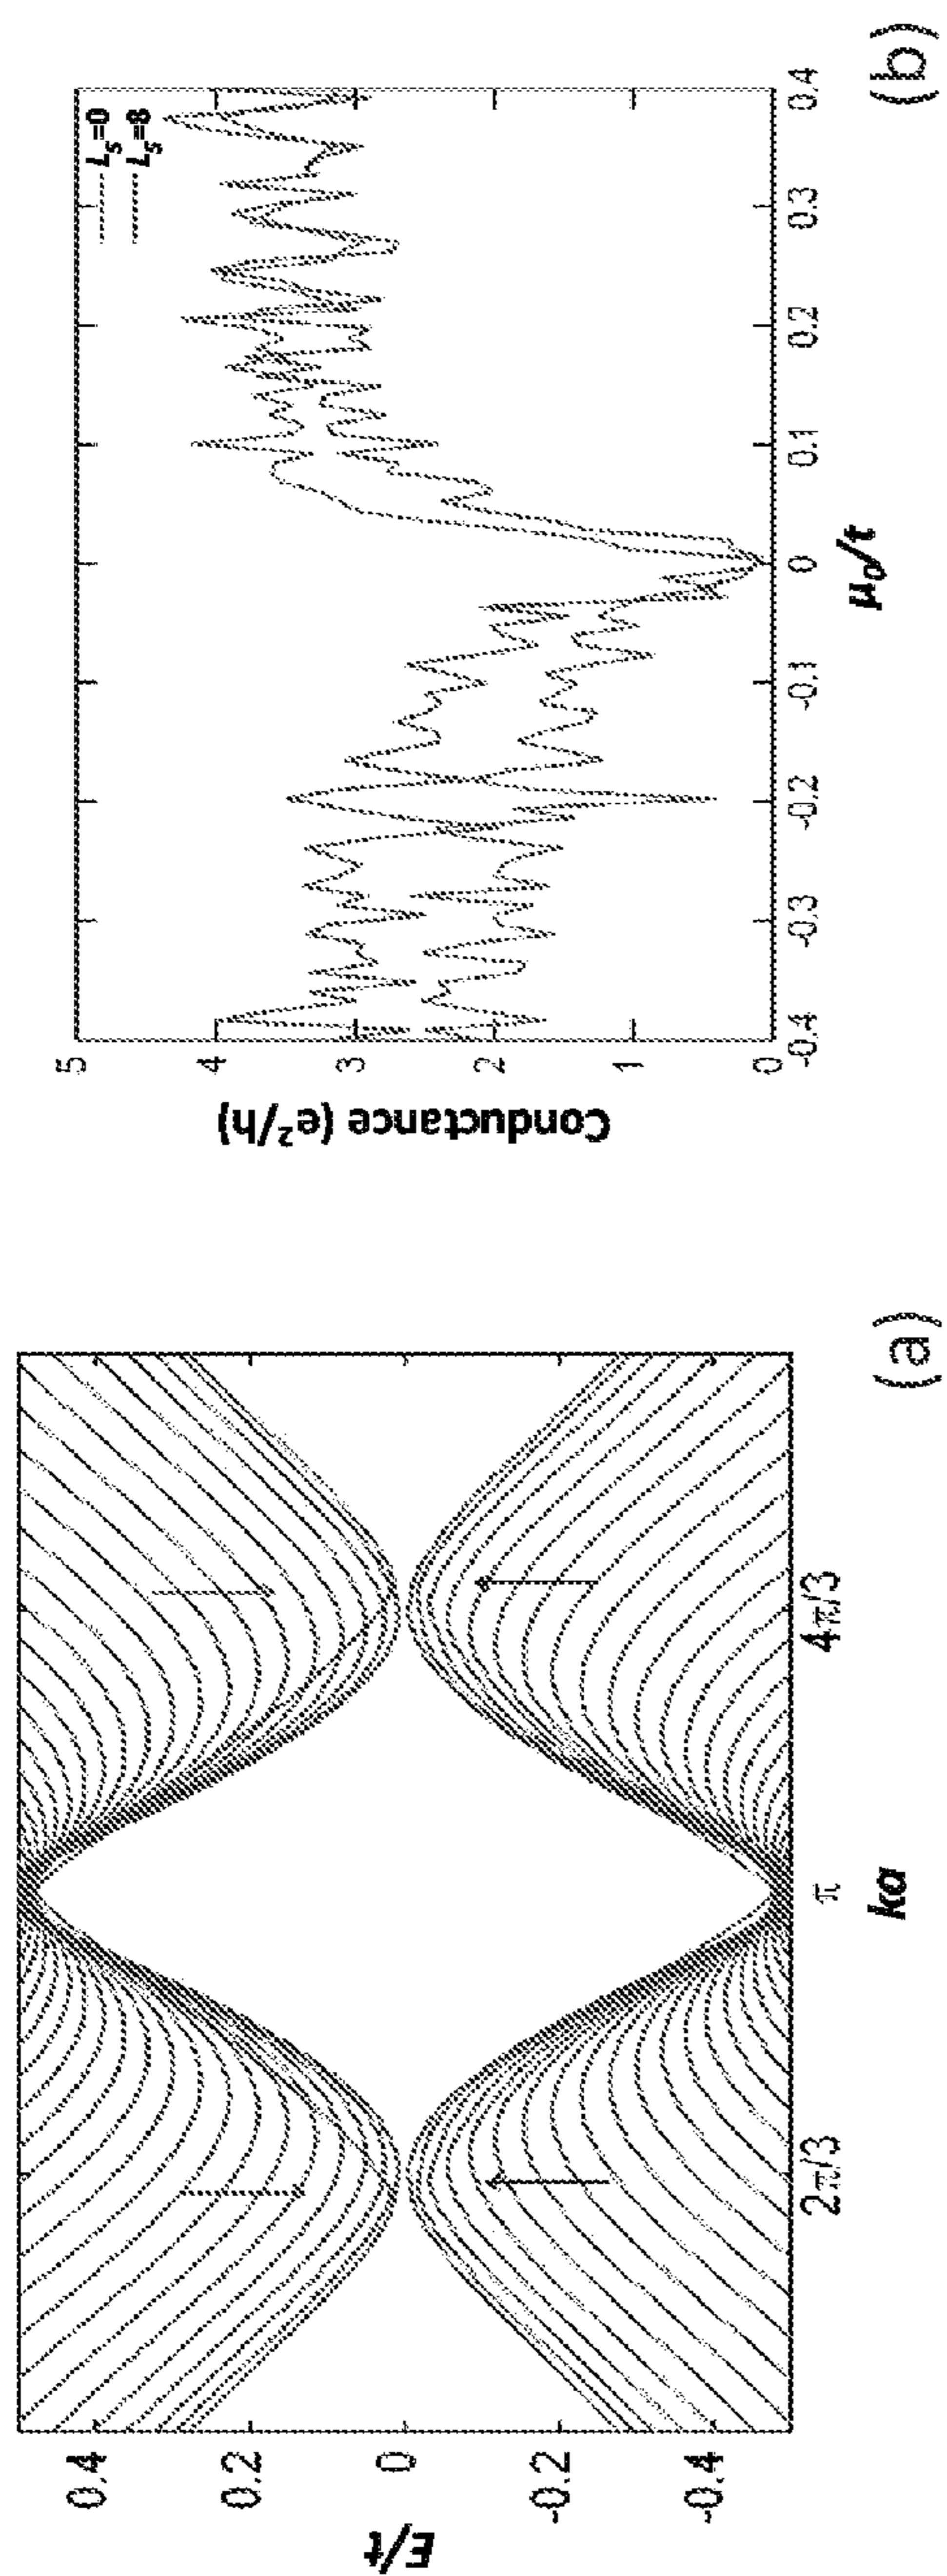 E/t
0.4
0.2
0
-0.2
-0.4
2π/3
π
4π/3
ka
(a)
Conductance (e²/h)
5
4
3
2
1
0
-0.4
-0.3
-0.2
-0.1
0
0.1
0.2
0.3
0.4
μ₀/t
L_S=0
L_S=8
(b)